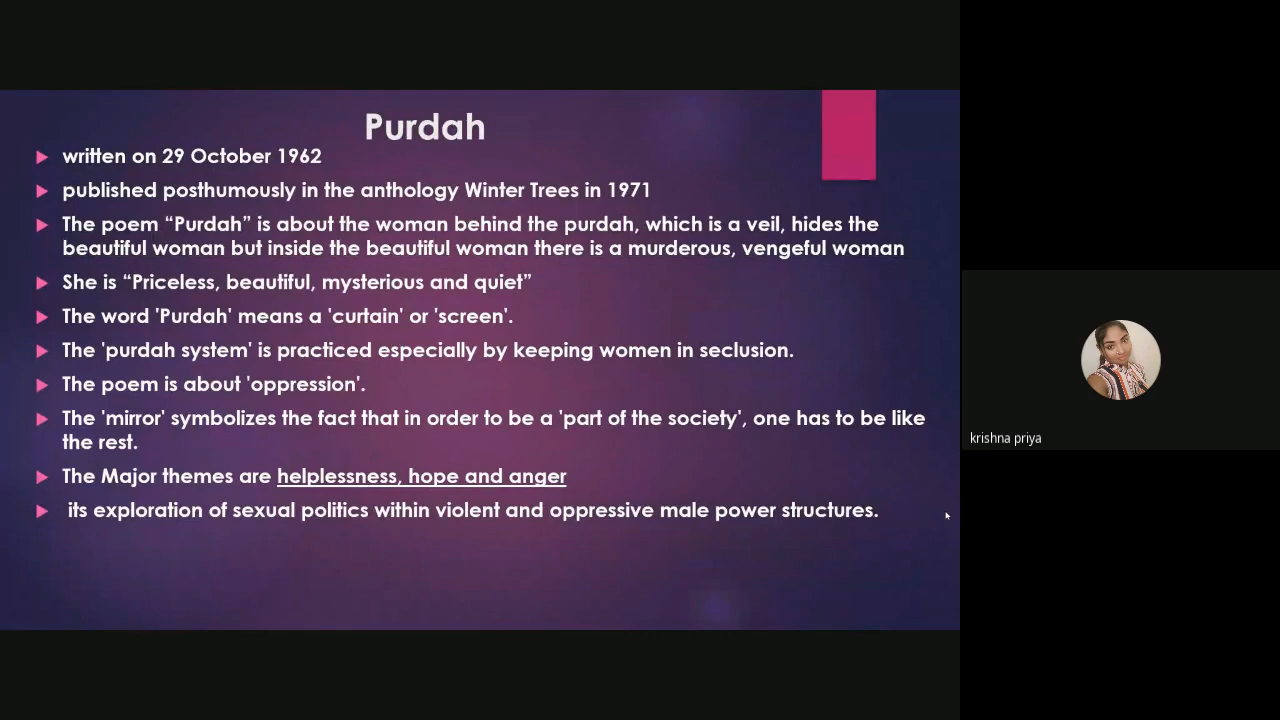 Purdah
written on 29 October 1962
published posthumously in the anthology Winter Trees in 1971
The poem “Purdah” is about the woman behind the purdah, which is a veil, hides the
beautiful woman but inside the beautiful woman there is a murderous, vengeful woman
She is “Priceless, beautiful, mysterious and quiet”
The word 'Purdah' means a 'curtain' or 'screen'.
The 'purdah system' is practiced especially by keeping women in seclusion.
The poem is about 'oppression'.
The 'mirror' symbolizes the fact that in order to be a 'part of the society', one has to be like
the rest.
The Major themes are helplessness, hope and anger
its exploration of sexual politics within violent and oppressive male power structures.
krishna priya